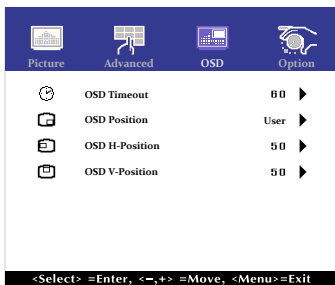 Picture Advanced OSD Option
OSD Timeout 60
OSD Position User
OSD H-Position 50
OSD V-Position 50
<Select> =Enter, <–,+> =Move, <Menu>=Exit